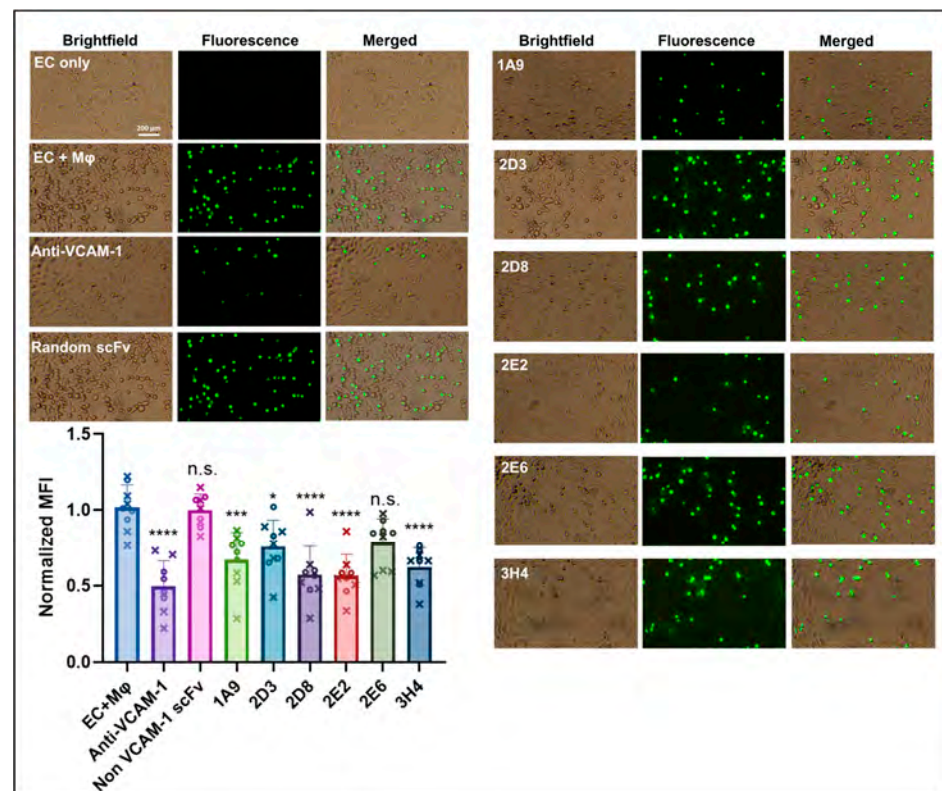 Brightfield Fluorescence Merged
EC only
200 µm
EC + Mφ
Anti-VCAM-1
Random scFv
Brightfield Fluorescence Merged
1A9
2D3
2D8
2E2
2E6
3H4
Normalized MFI
1.5
1.0
0.5
0.0
**** n.s. *** * **** **** n.s. ****
EC+Mφ
Anti-VCAM-1
Non VCAM-1 scFv
1A9
2D3
2D8
2E2
2E6
3H4